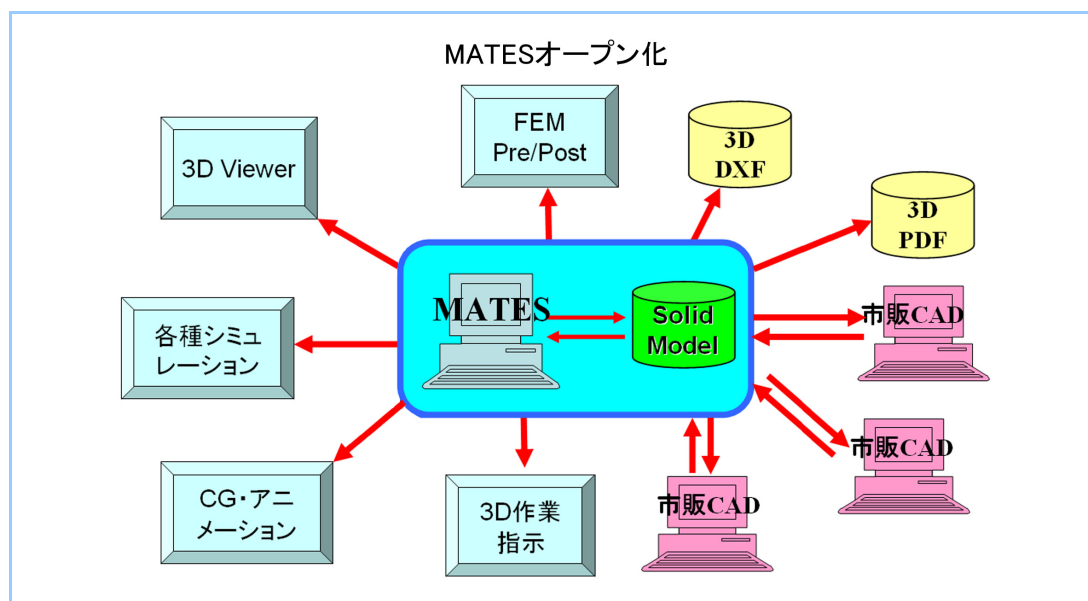 MATESオープン化
FEM
Pre/Post
3D
DXF
3D Viewer
3D
PDF
MATES
Solid
Model
市販CAD
各種シミュ
レーション
市販CAD
CG・アニ
メーション
3D作業
指示
市販CAD